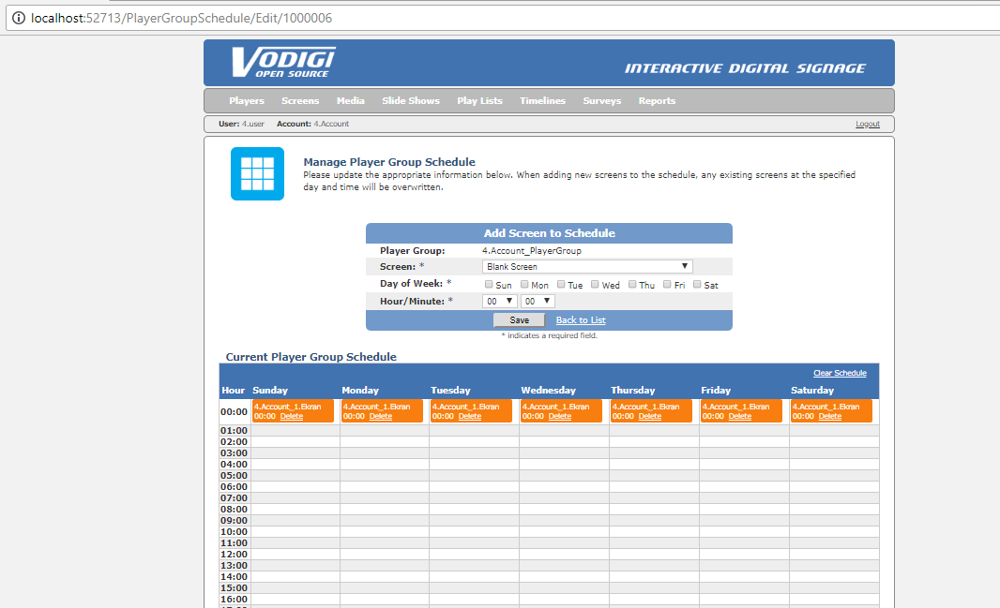 localhost:52713/PlayerGroupSchedule/Edit/1000006
VODIGI
OPEN SOURCE
INTERACTIVE DIGITAL SIGNAGE
Players Screens Media Slide Shows Play Lists Timelines Surveys Reports
User: 4.user Account: 4.Account Logout
Manage Player Group Schedule
Please update the appropriate information below. When adding new screens to the schedule, any existing screens at the specified
day and time will be overwritten.
Add Screen to Schedule
Player Group: 4.Account_PlayerGroup
Screen: * Blank Screen
Day of Week: * Sun Mon Tue Wed Thu Fri Sat
Hour/Minute: * 00 00
Save Back to List
* indicates a required field.
Current Player Group Schedule
Clear Schedule
Hour Sunday Monday Tuesday Wednesday Thursday Friday Saturday
4.Account_1.Ekran 4.Account_1.Ekran 4.Account_1.Ekran 4.Account_1.Ekran 4.Account_1.Ekran 4.Account_1.Ekran 4.Account_1.Ekran
00:00 00:00 Delete 00:00 Delete 00:00 Delete 00:00 Delete 00:00 Delete 00:00 Delete 00:00 Delete
01:00
02:00
03:00
04:00
05:00
06:00
07:00
08:00
09:00
10:00
11:00
12:00
13:00
14:00
15:00
16:00